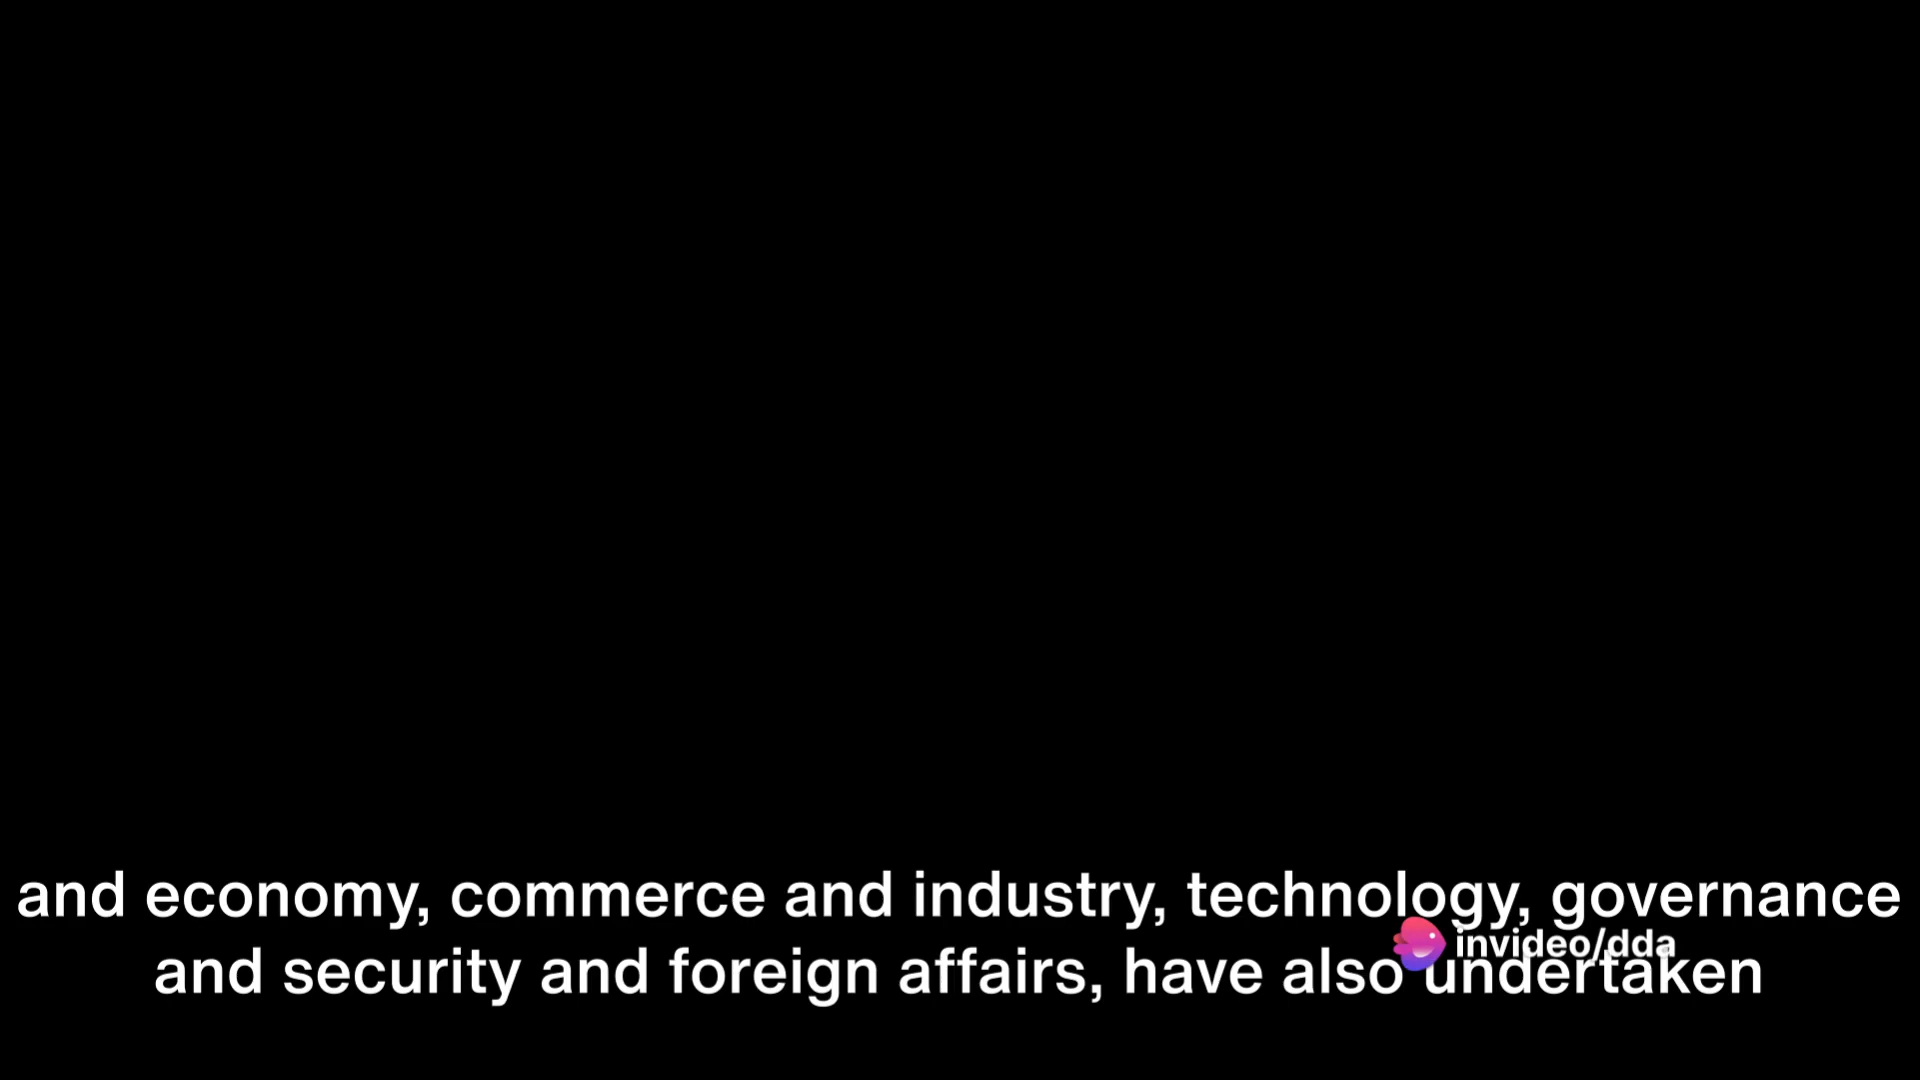 and economy, commerce and industry, technology, governance
invideo/dda
and security and foreign affairs, have also undertaken